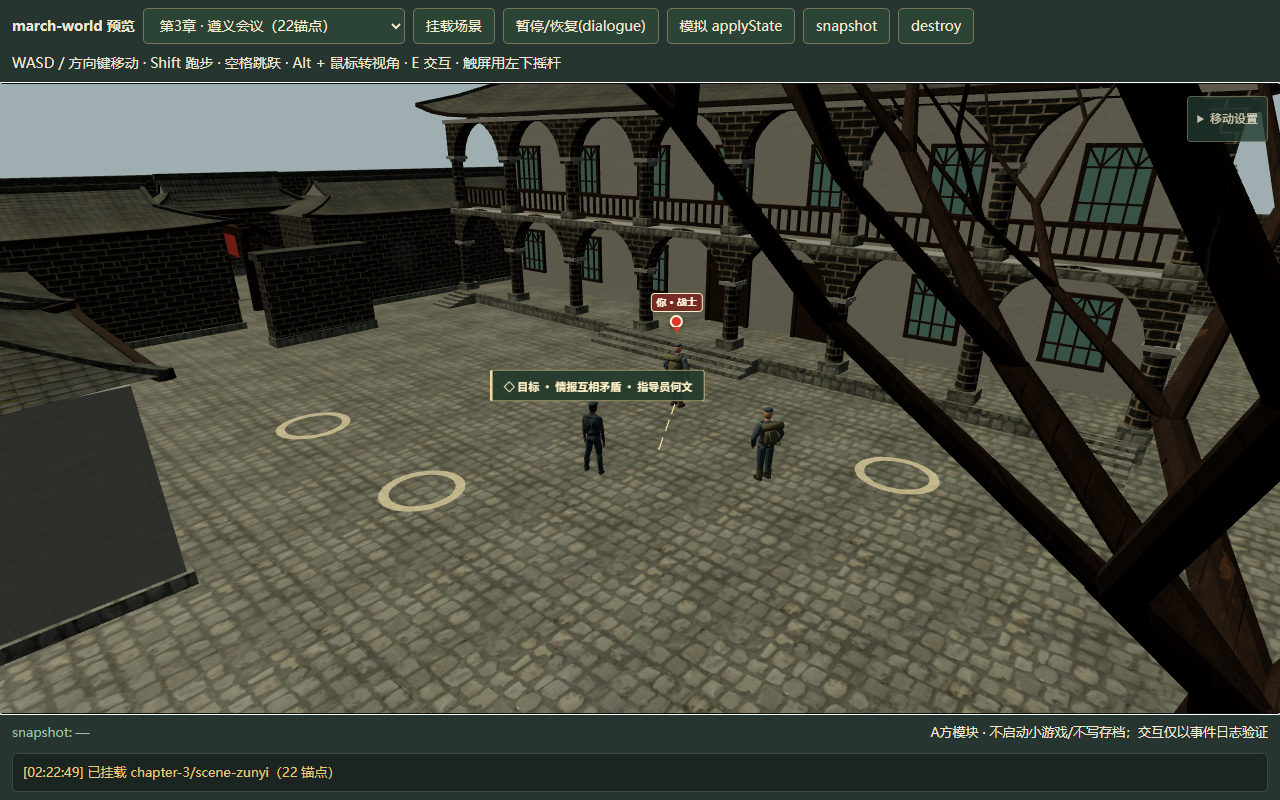 march-world 预览
第3章 · 遵义会议（22锚点）
挂载场景
暂停/恢复(dialogue)
模拟 applyState
snapshot
destroy
WASD / 方向键移动 · Shift 跑步 · 空格跳跃 · Alt + 鼠标转视角 · E 交互 · 触屏用左下摇杆
▶ 移动设置
你·战士
◇目标 · 情报互相矛盾 · 指导员何文
snapshot: —
A方模块 · 不启动小游戏/不写存档；交互仅以事件日志验证
[02:22:49] 已挂载 chapter-3/scene-zunyi（22 锚点）